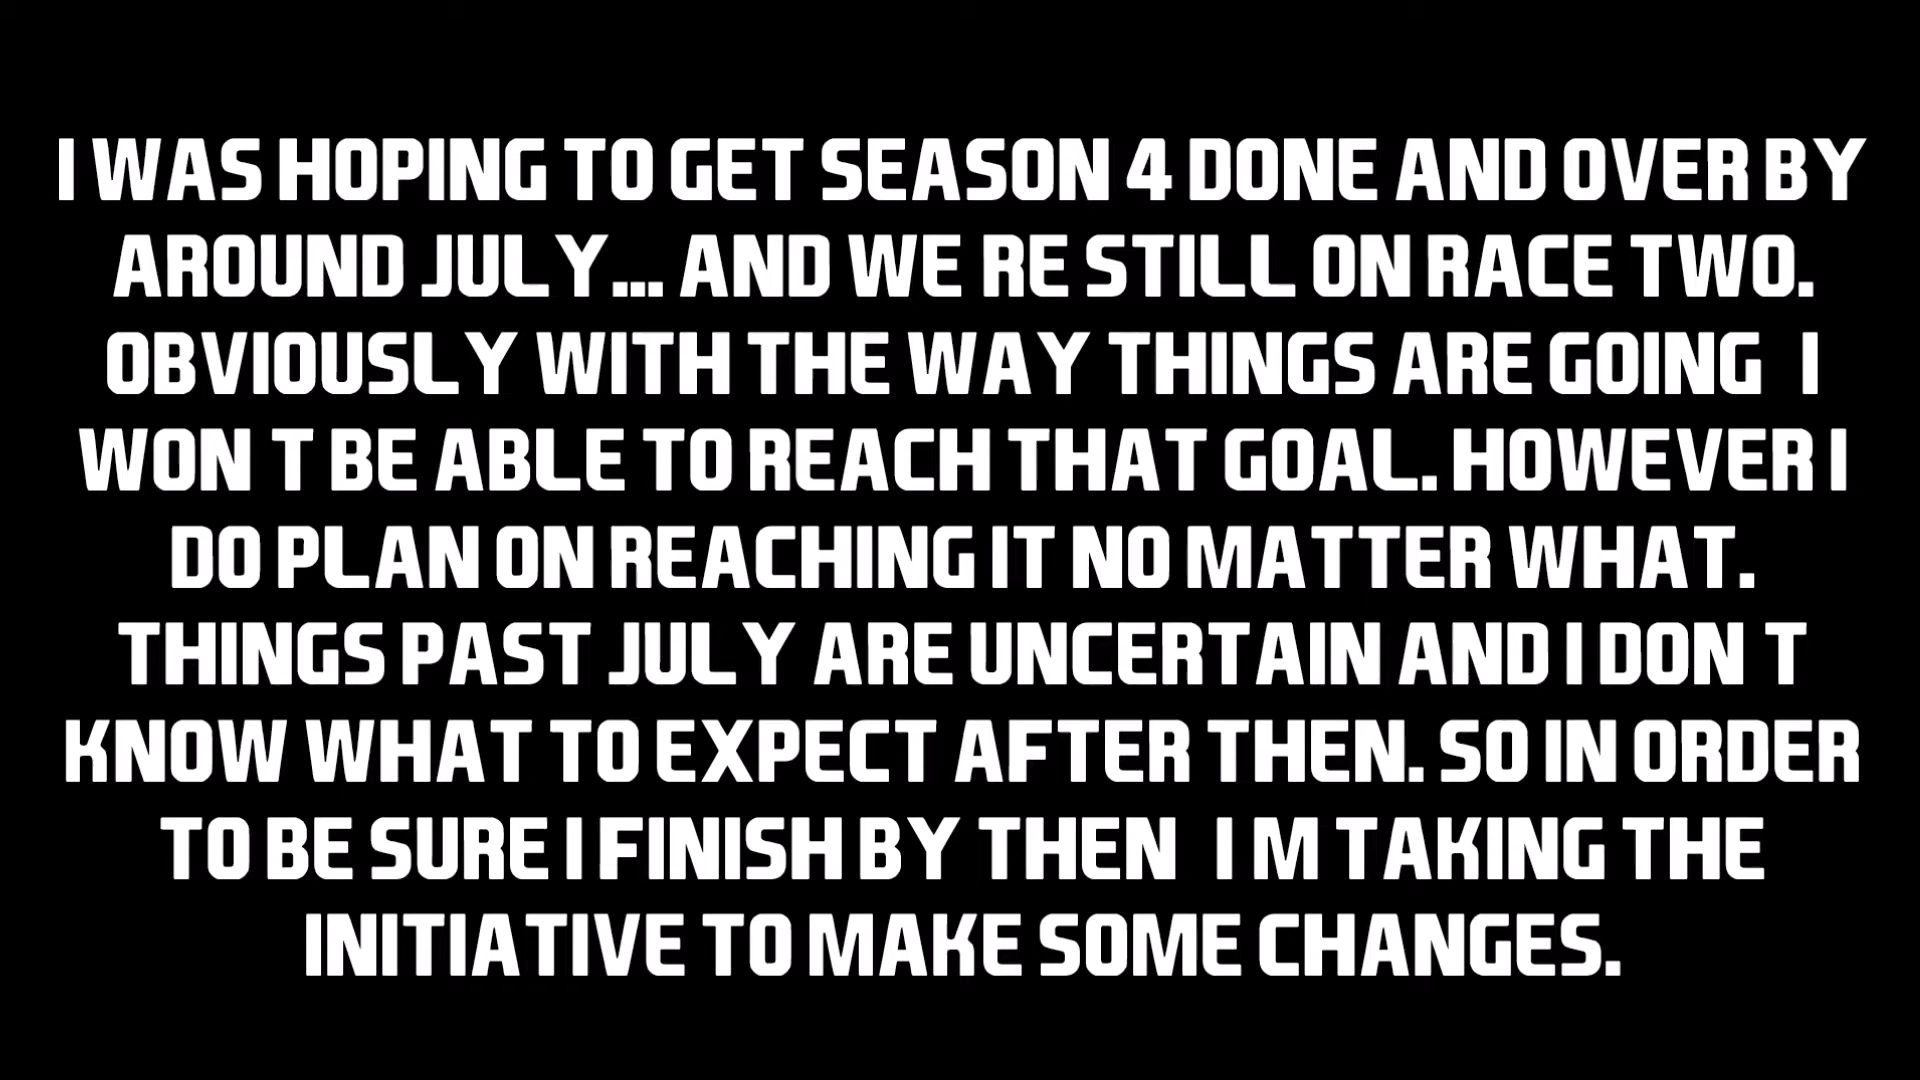 I WAS HOPING TO GET SEASON 4 DONE AND OVER BY
AROUND JULY... AND WE RE STILL ON RACE TWO.
OBVIOUSLY WITH THE WAY THINGS ARE GOING I
WON T BE ABLE TO REACH THAT GOAL. HOWEVER I
DO PLAN ON REACHING IT NO MATTER WHAT.
THINGS PAST JULY ARE UNCERTAIN AND I DON T
KNOW WHAT TO EXPECT AFTER THEN. SO IN ORDER
TO BE SURE I FINISH BY THEN I M TAKING THE
INITIATIVE TO MAKE SOME CHANGES.